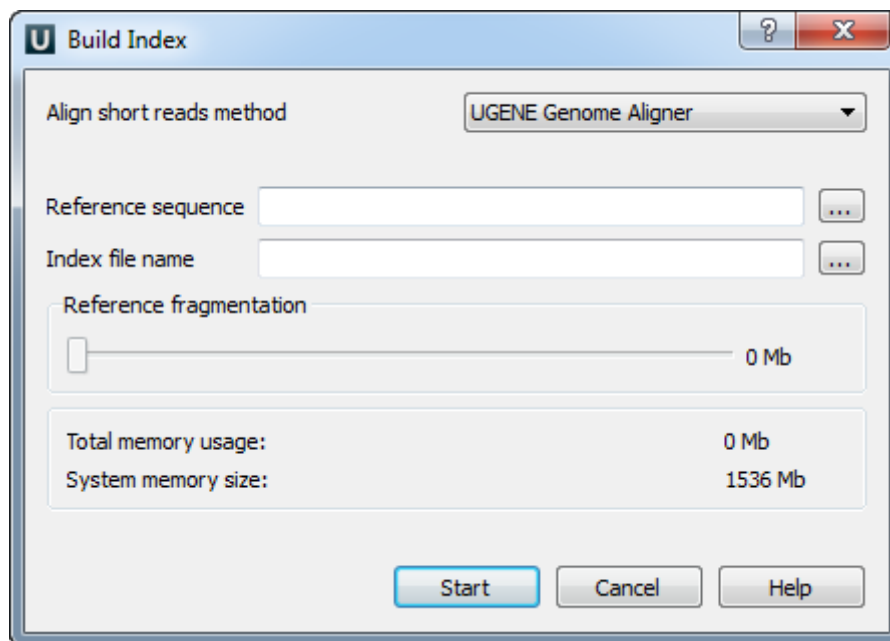 U Build Index
Align short reads method UGENE Genome Aligner
Reference sequence ...
Index file name ...
Reference fragmentation
0 Mb
Total memory usage: 0 Mb
System memory size: 1536 Mb
Start Cancel Help